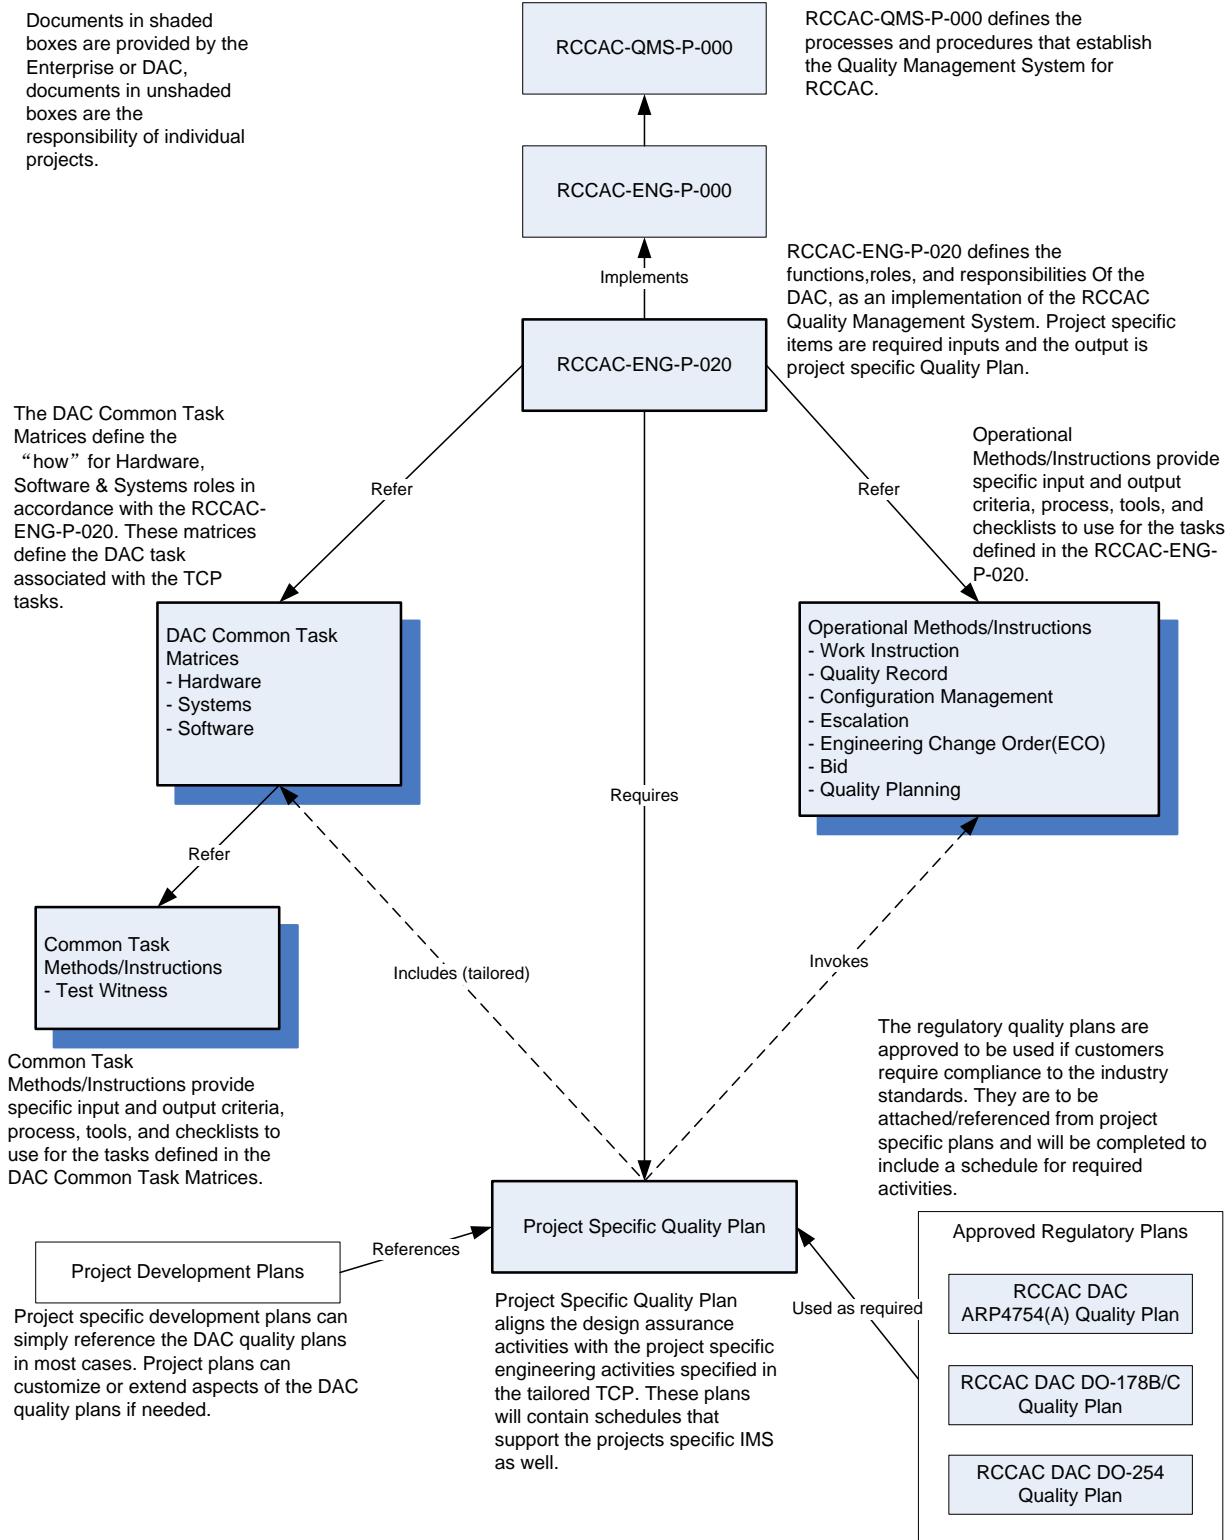 Documents in shaded
boxes are provided by the
Enterprise or DAC,
documents in unshaded
boxes are the
responsibility of individual
projects.
RCCAC-QMS-P-000
RCCAC-QMS-P-000 defines the
processes and procedures that establish
the Quality Management System for
RCCAC.
RCCAC-ENG-P-000
Implements
RCCAC-ENG-P-020 defines the
functions,roles, and responsibilities Of the
DAC, as an implementation of the RCCAC
Quality Management System. Project specific
items are required inputs and the output is
project specific Quality Plan.
RCCAC-ENG-P-020
The DAC Common Task
Matrices define the
“how” for Hardware,
Software & Systems roles in
accordance with the RCCAC-
ENG-P-020. These matrices
define the DAC task
associated with the TCP
tasks.
Refer
Refer
Operational
Methods/Instructions provide
specific input and output
criteria, process, tools, and
checklists to use for the tasks
defined in the RCCAC-ENG-
P-020.
DAC Common Task
Matrices
- Hardware
- Systems
- Software
Operational Methods/Instructions
- Work Instruction
- Quality Record
- Configuration Management
- Escalation
- Engineering Change Order(ECO)
- Bid
- Quality Planning
Requires
Refer
Common Task
Methods/Instructions
- Test Witness
Includes (tailored)
Invokes
Common Task
Methods/Instructions provide
specific input and output criteria,
process, tools, and checklists to
use for the tasks defined in the
DAC Common Task Matrices.
The regulatory quality plans are
approved to be used if customers
require compliance to the industry
standards. They are to be
attached/referenced from project
specific plans and will be completed to
include a schedule for required
activities.
Project Specific Quality Plan
References
Project Development Plans
Project specific development plans can
simply reference the DAC quality plans
in most cases. Project plans can
customize or extend aspects of the DAC
quality plans if needed.
Project Specific Quality Plan
aligns the design assurance
activities with the project specific
engineering activities specified in
the tailored TCP. These plans
will contain schedules that
support the projects specific IMS
as well.
Used as required
Approved Regulatory Plans
RCCAC DAC
ARP4754(A) Quality Plan
RCCAC DAC DO-178B/C
Quality Plan
RCCAC DAC DO-254
Quality Plan